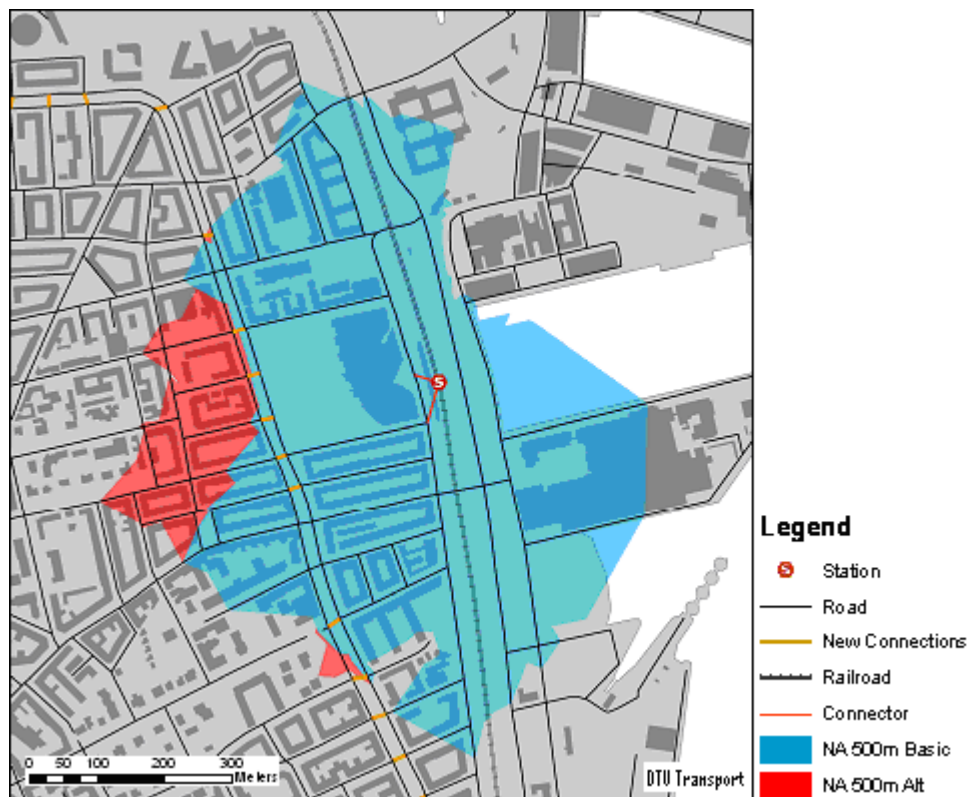 S
Legend
S Station
Road
New Connections
Railroad
Connector
NA 500m Basic
NA 500m Alt
0 50 100 200 300
Meters
DTU Transport